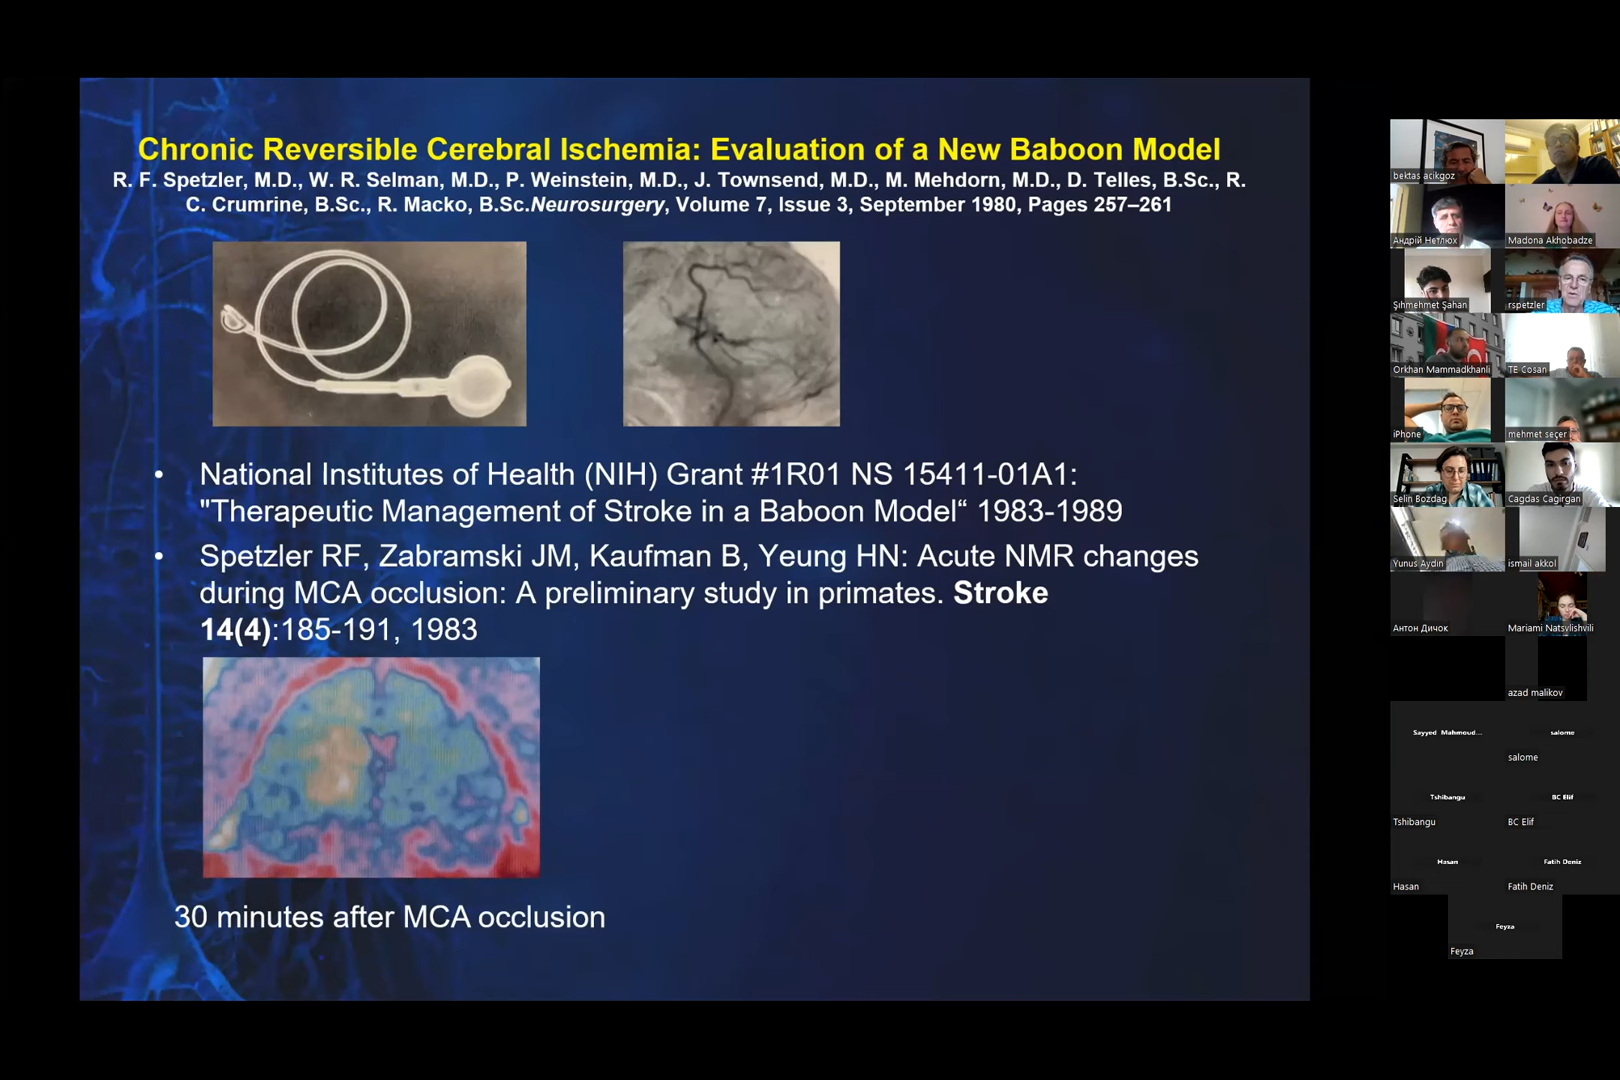 Chronic Reversible Cerebral Ischemia: Evaluation of a New Baboon Model
R. F. Spetzler, M.D., W. R. Selman, M.D., P. Weinstein, M.D., J. Townsend, M.D., M. Mehdorn, M.D., D. Telles, B.Sc., R.
C. Crumrine, B.Sc., R. Macko, B.Sc.Neurosurgery, Volume 7, Issue 3, September 1980, Pages 257–261
• National Institutes of Health (NIH) Grant #1R01 NS 15411-01A1:
"Therapeutic Management of Stroke in a Baboon Model“ 1983-1989
• Spetzler RF, Zabramski JM, Kaufman B, Yeung HN: Acute NMR changes
during MCA occlusion: A preliminary study in primates. Stroke
14(4):185-191, 1983
30 minutes after MCA occlusion
bektas acikgoz
Андрій Нетлюх
Madona Akhobadze
Şıhmehmet Şahan
rspetzler
Orkhan Mammadkhanli
TE Cosan
iPhone
mehmet seçer
Selin Bozdag
Cagdas Cagirgan
Yunus Aydin
ismail akkol
Антон Дичок
Mariami Natsvlishvili
azad malikov
Sayyed Mahmoud...
salome
salome
Tshibangu
BC Elif
Tshibangu
BC Elif
Hasan
Fatih Deniz
Hasan
Fatih Deniz
Feyza
Feyza